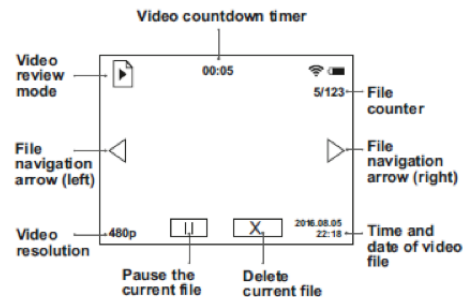 Video countdown timer
Video
review
mode
00:05
5/123
File
counter
File
navigation
arrow (left)
File
navigation
arrow (right)
Video
resolution
480p
X
2016.08.05
22:18
Time and
date of video
file
Pause the
current file
Delete
current file